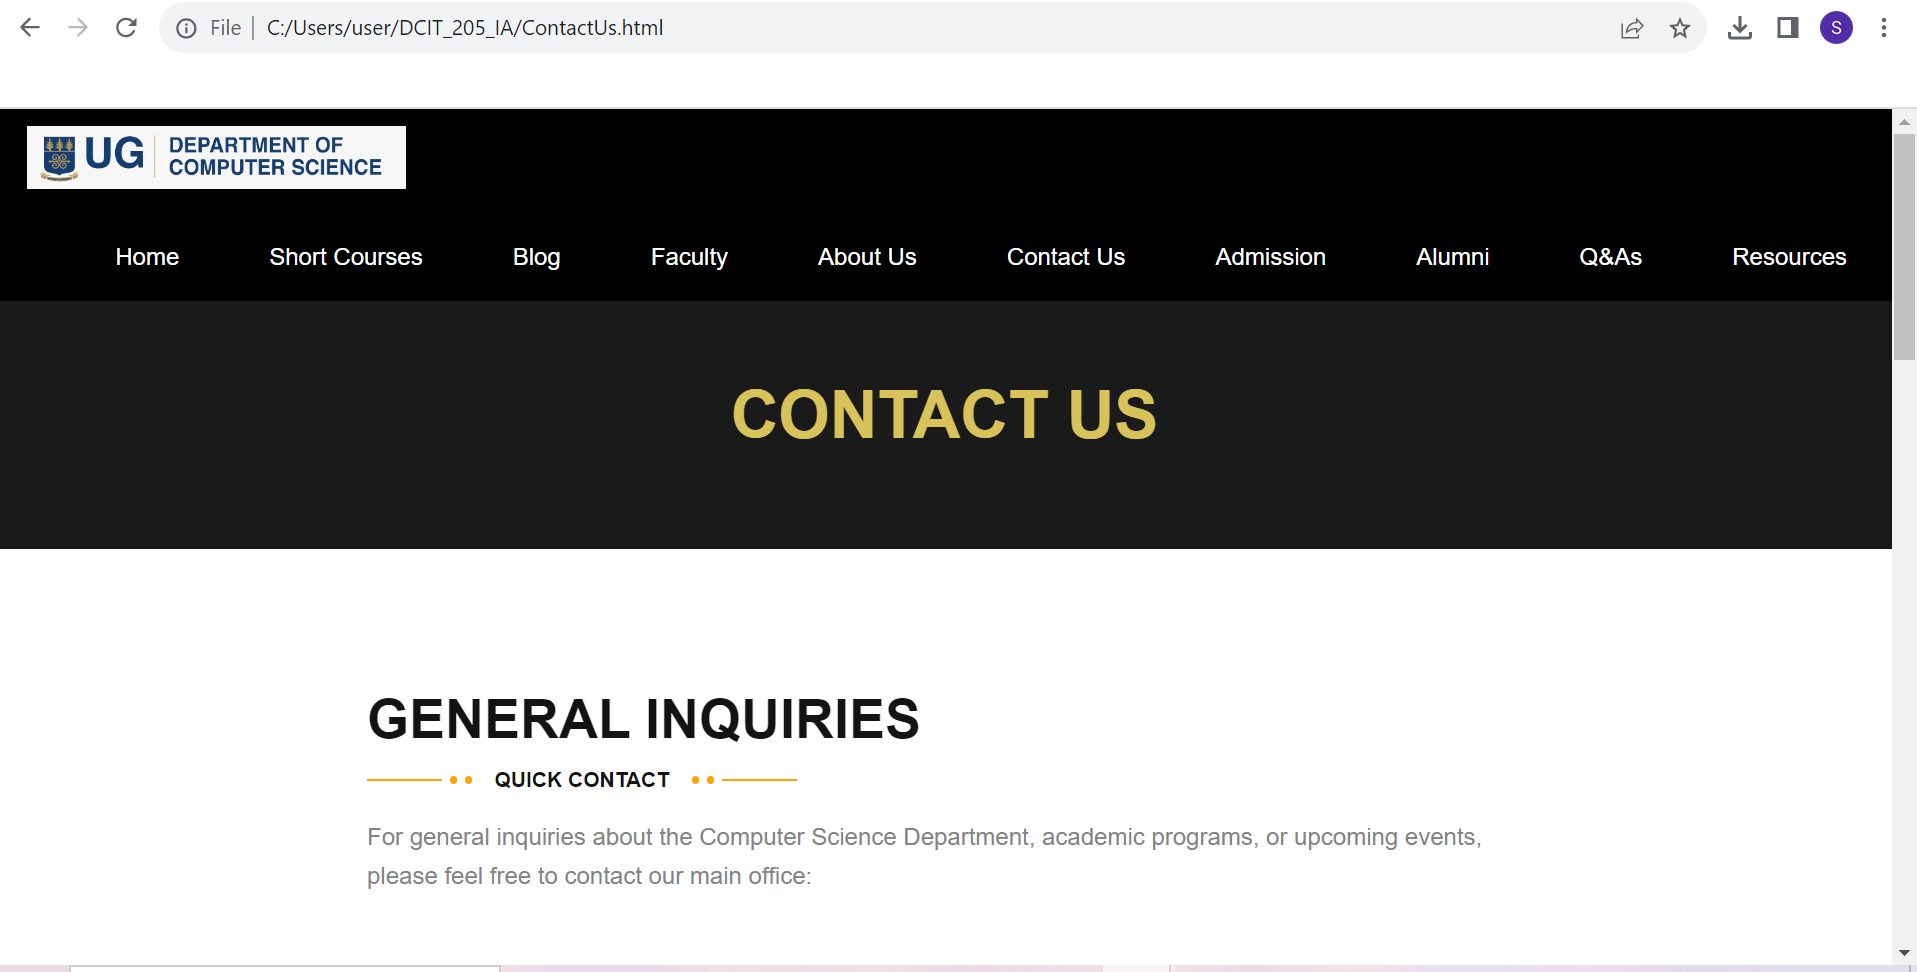 File C:/Users/user/DCIT_205_IA/ContactUs.html
S
UG
DEPARTMENT OF
COMPUTER SCIENCE
Home Short Courses Blog Faculty About Us Contact Us Admission Alumni Q&As Resources
CONTACT US
GENERAL INQUIRIES
QUICK CONTACT
For general inquiries about the Computer Science Department, academic programs, or upcoming events,
please feel free to contact our main office: